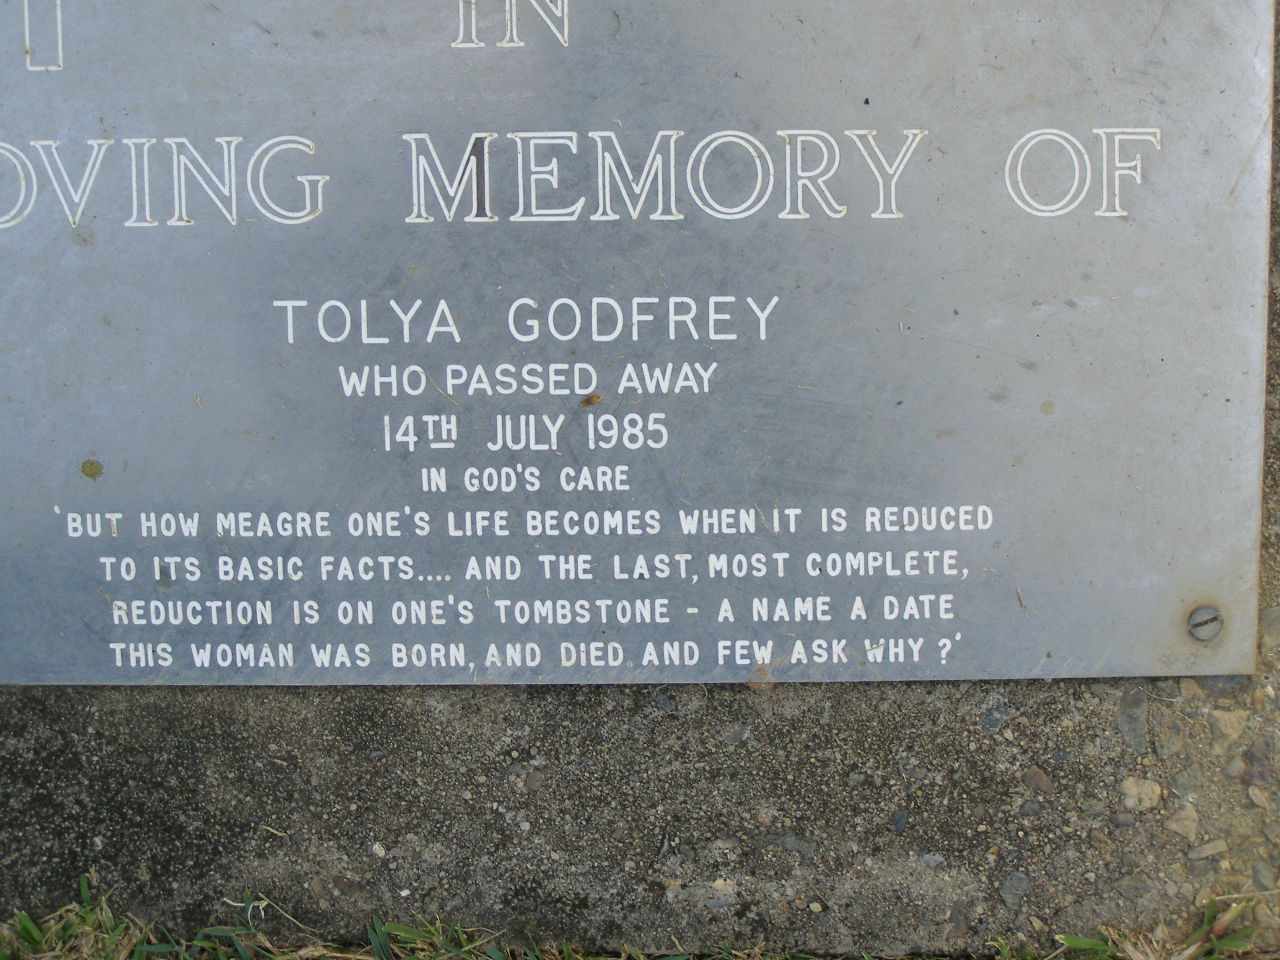 IN
OVING MEMORY OF
TOLYA GODFREY
WHO PASSED AWAY
14TH JULY 1985
IN GOD'S CARE
'BUT HOW MEAGRE ONE'S LIFE BECOMES WHEN IT IS REDUCED
TO ITS BASIC FACTS.... AND THE LAST, MOST COMPLETE,
REDUCTION IS ON ONE'S TOMBSTONE - A NAME A DATE
THIS WOMAN WAS BORN, AND DIED AND FEW ASK WHY ?'